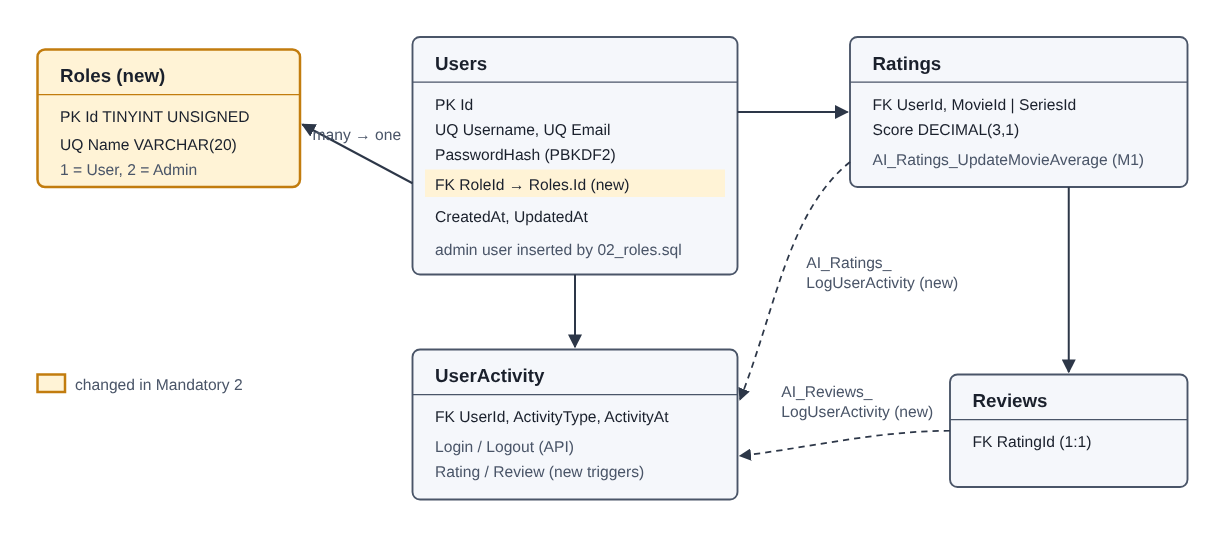 Roles (new)
PK Id TINYINT UNSIGNED
UQ Name VARCHAR(20)
1 = User, 2 = Admin
many → one
Users
PK Id
UQ Username, UQ Email
PasswordHash (PBKDF2)
FK RoleId → Roles.Id (new)
CreatedAt, UpdatedAt
admin user inserted by 02_roles.sql
Ratings
FK UserId, MovieId | SeriesId
Score DECIMAL(3,1)
AI_Ratings_UpdateMovieAverage (M1)
AI_Ratings_
LogUserActivity (new)
changed in Mandatory 2
UserActivity
FK UserId, ActivityType, ActivityAt
Login / Logout (API)
Rating / Review (new triggers)
AI_Reviews_
LogUserActivity (new)
Reviews
FK RatingId (1:1)